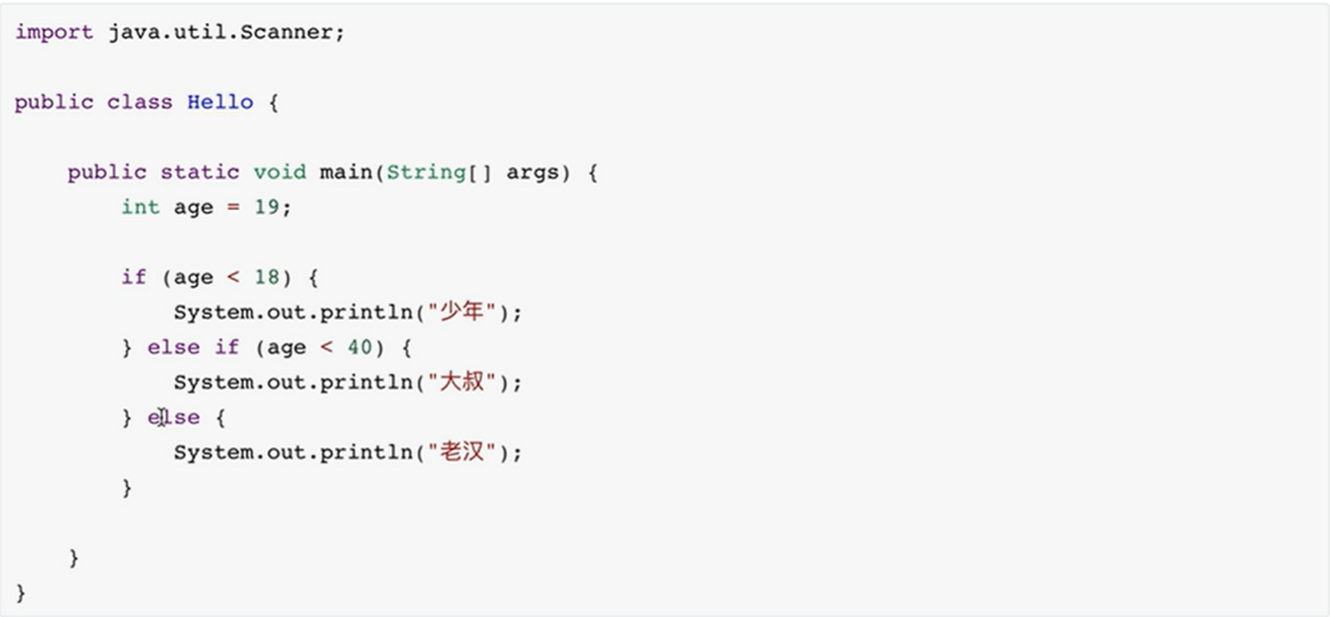 import java.util.Scanner;
public class Hello {
public static void main(String[] args) {
int age = 19;
if (age < 18) {
System.out.println("少年");
} else if (age < 40) {
System.out.println("大叔");
} else {
System.out.println("老汉");
}
}
}